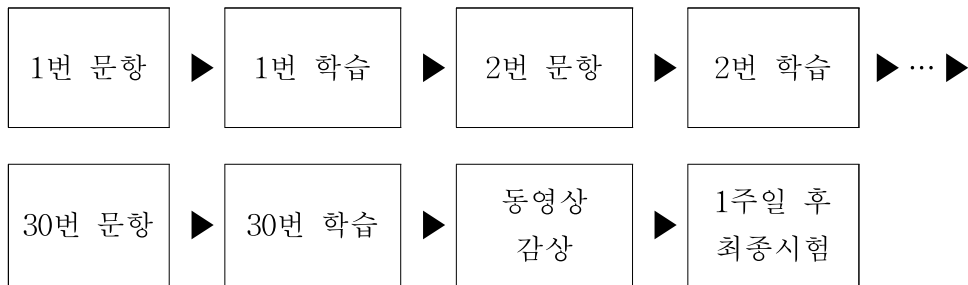 1번 문항 ▶ 1번 학습 ▶ 2번 문항 ▶ 2번 학습 ▶ … ▶
30번 문항 ▶ 30번 학습 ▶ 동영상 감상 ▶ 1주일 후 최종시험